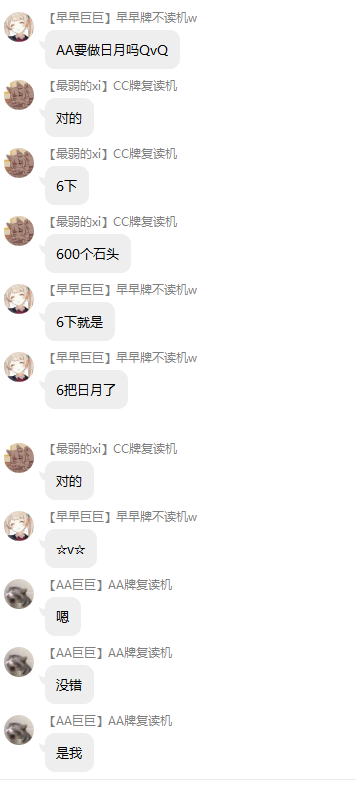 【早早巨巨】早早牌不读机w
AA要做日月吗QvQ
【最弱的xi】CC牌复读机
对的
【最弱的xi】CC牌复读机
6下
【最弱的xi】CC牌复读机
600个石头
【早早巨巨】早早牌不读机w
6下就是
【早早巨巨】早早牌不读机w
6把日月了
【最弱的xi】CC牌复读机
对的
【早早巨巨】早早牌不读机w
☆v☆
【AA巨巨】AA牌复读机
嗯
【AA巨巨】AA牌复读机
没错
【AA巨巨】AA牌复读机
是我